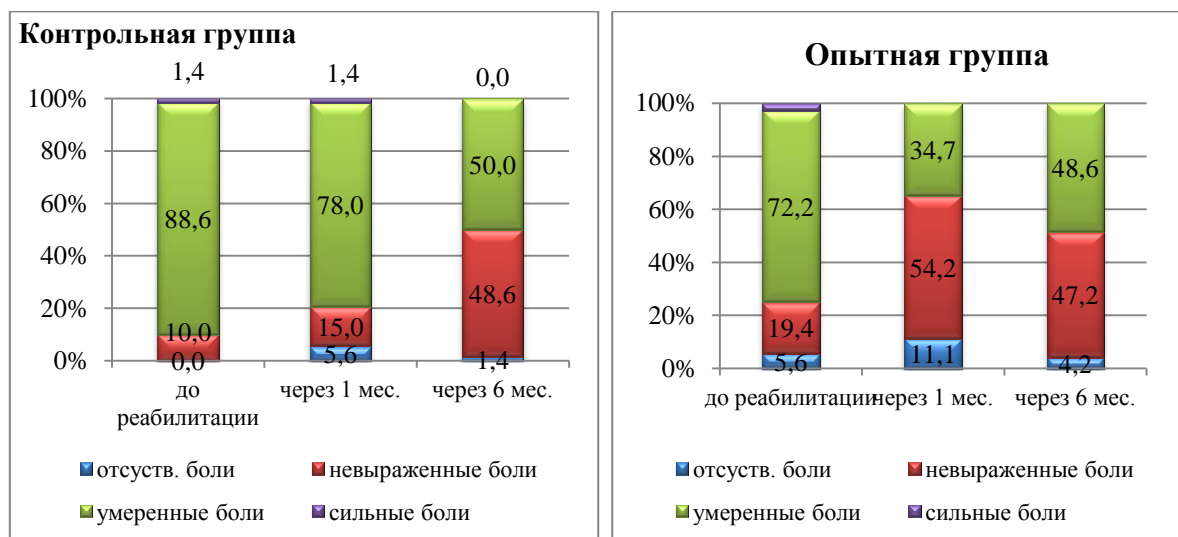 Контрольная группа
1,4 1,4 0,0
100%
80%
60%
40%
20%
0%
88,6 78,0 50,0
10,0 15,0 48,6
0,0 5,6 1,4
до реабилитации через 1 мес. через 6 мес.
отсуств. боли невыраженные боли
умеренные боли сильные боли
Опытная группа
100%
80%
60%
40%
20%
0%
72,2 34,7 48,6
19,4 54,2 47,2
5,6 11,1 4,2
до реабилитации через 1 мес. через 6 мес.
отсуств. боли невыраженные боли
умеренные боли сильные боли